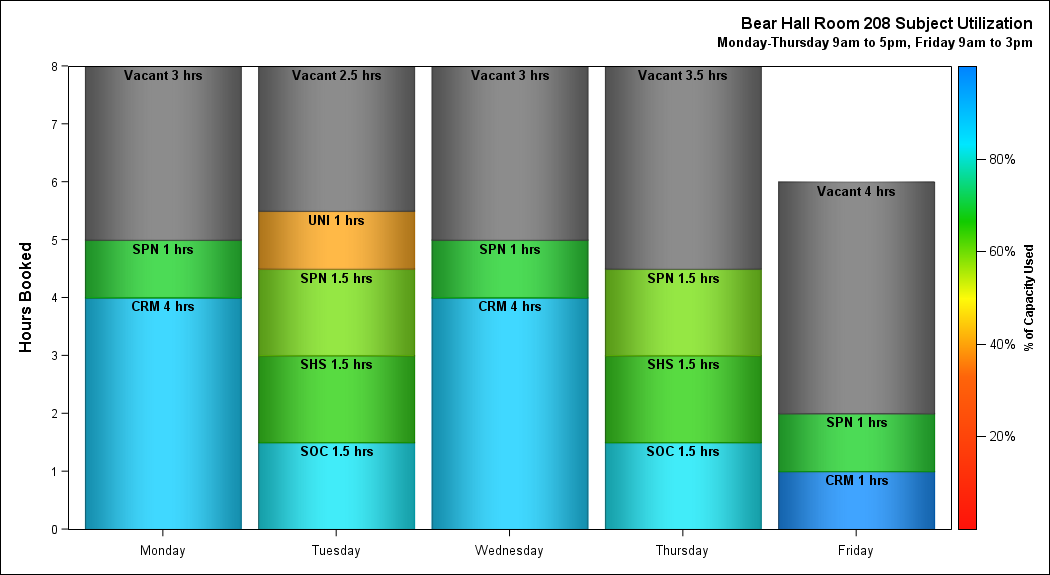 Bear Hall Room 208 Subject Utilization
Monday-Thursday 9am to 5pm, Friday 9am to 3pm
Hours Booked
8
7
6
5
4
3
2
1
0
Vacant 3 hrs
SPN 1 hrs
CRM 4 hrs
Vacant 2.5 hrs
UNI 1 hrs
SPN 1.5 hrs
SHS 1.5 hrs
SOC 1.5 hrs
Vacant 3 hrs
SPN 1 hrs
CRM 4 hrs
Vacant 3.5 hrs
SPN 1.5 hrs
SHS 1.5 hrs
SOC 1.5 hrs
Vacant 4 hrs
SPN 1 hrs
CRM 1 hrs
Monday
Tuesday
Wednesday
Thursday
Friday
80%
60%
40%
20%
% of Capacity Used